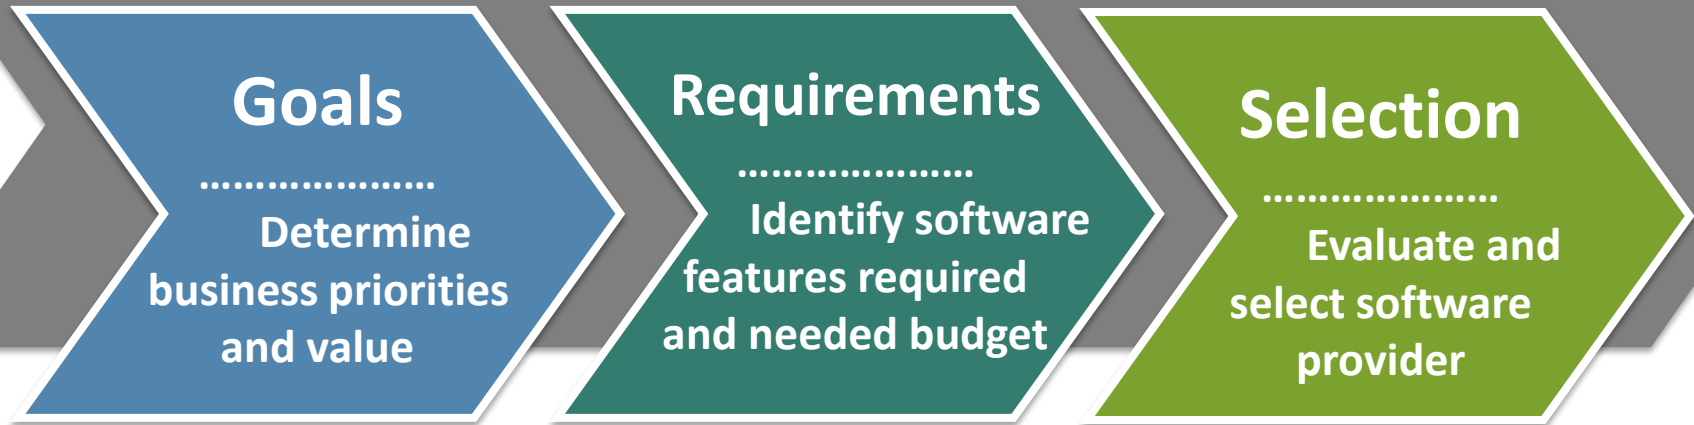 Goals
.....................
Determine
business priorities
and value
Requirements
.....................
Identify software
features required
and needed budget
Selection
.....................
Evaluate and
select software
provider